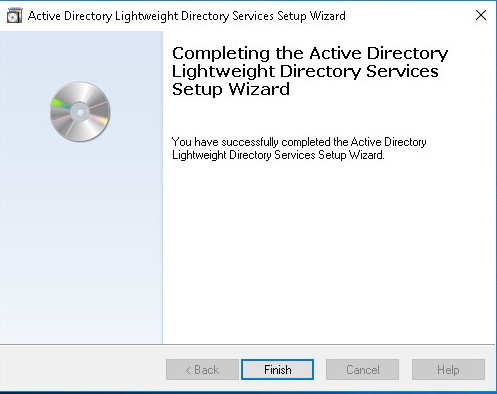 Active Directory Lightweight Directory Services Setup Wizard
Completing the Active Directory
Lightweight Directory Services
Setup Wizard
You have successfully completed the Active Directory
Lightweight Directory Services Setup Wizard.
< Back
Finish
Cancel
Help